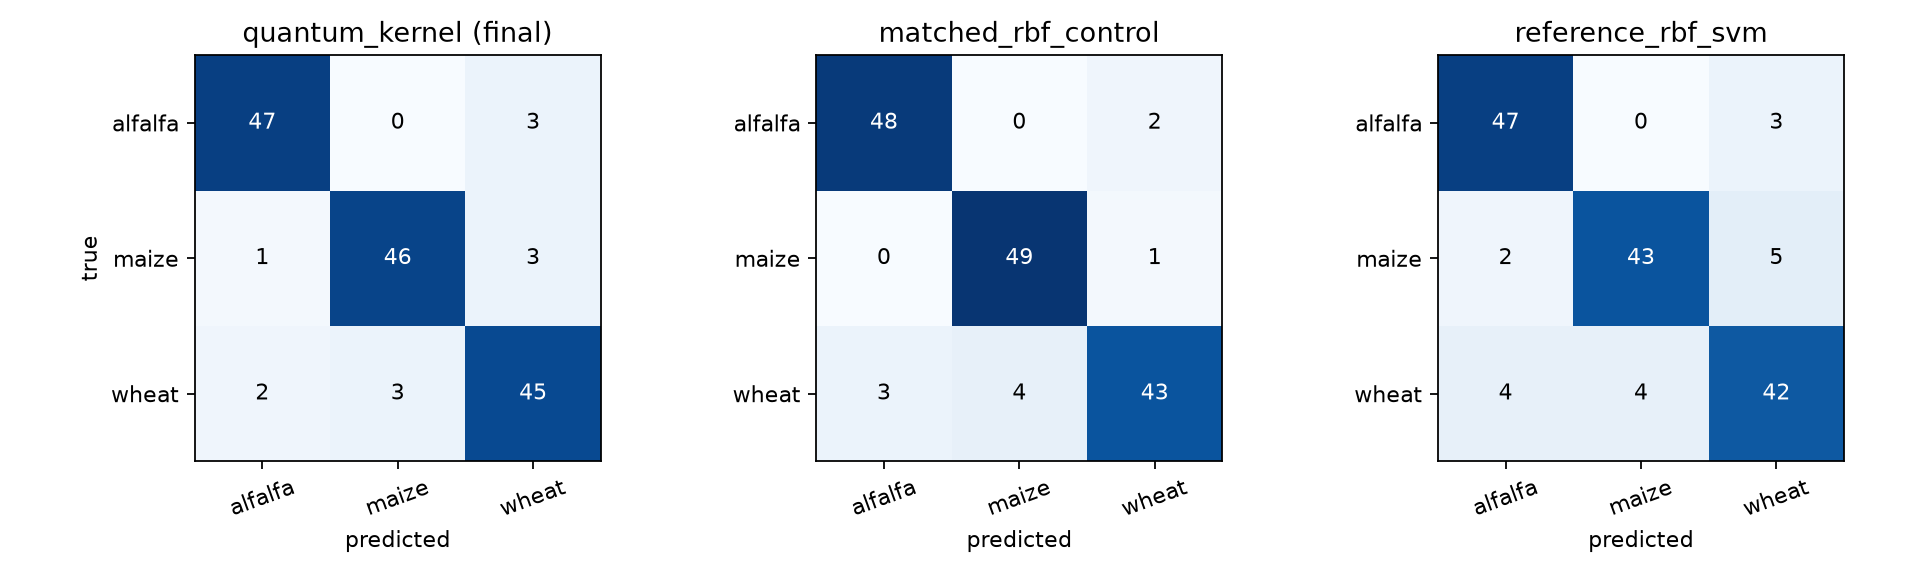 quantum_kernel (final)
alfalfa 47 0 3
maize 1 46 3
wheat 2 3 45
true
alfalfa maize wheat
predicted
matched_rbf_control
alfalfa 48 0 2
maize 0 49 1
wheat 3 4 43
alfalfa maize wheat
predicted
reference_rbf_svm
alfalfa 47 0 3
maize 2 43 5
wheat 4 4 42
alfalfa maize wheat
predicted